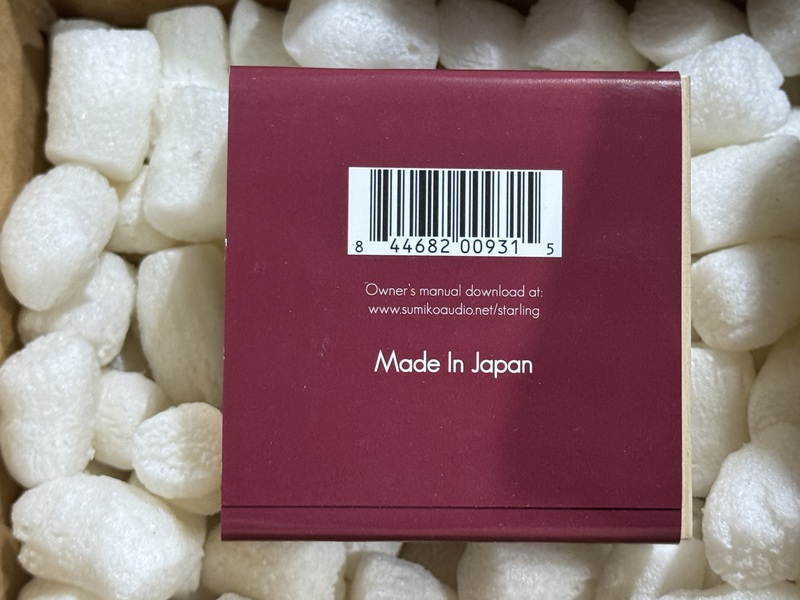 8 44682 00931 5
Owner's manual download at:
www.sumikoaudio.net/starling
Made In Japan